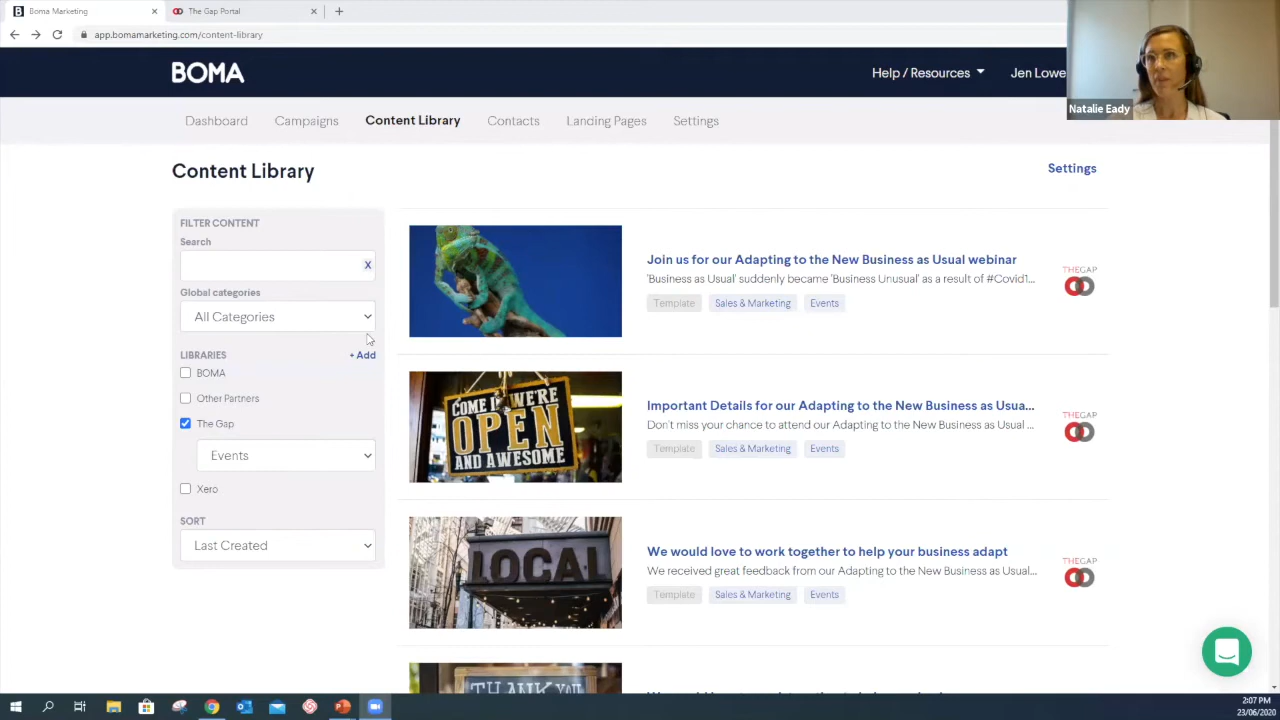 Boma Marketing
The Gap Portal
app.bomamarketing.com/content-library
BOMA
Help / Resources
Jen Lowe
Natalie Eady
Dashboard
Campaigns
Content Library
Contacts
Landing Pages
Settings
Content Library
Settings
FILTER CONTENT
Search
X
Global categories
All Categories
LIBRARIES
+ Add
BOMA
Other Partners
The Gap
Events
Xero
SORT
Last Created
Join us for our Adapting to the New Business as Usual webinar
'Business as Usual' suddenly became 'Business Unusual' as a result of #Covid1...
Template
Sales & Marketing
Events
THEGAP
COME IN WE'RE
OPEN
AND AWESOME
Important Details for our Adapting to the New Business as Usua...
Don't miss your chance to attend our Adapting to the New Business as Usual ...
Template
Sales & Marketing
Events
THEGAP
LOCAL
We would love to work together to help your business adapt
We received great feedback from our Adapting to the New Business as Usual...
Template
Sales & Marketing
Events
THEGAP
THANK YOU
2:07 PM
23/06/2020